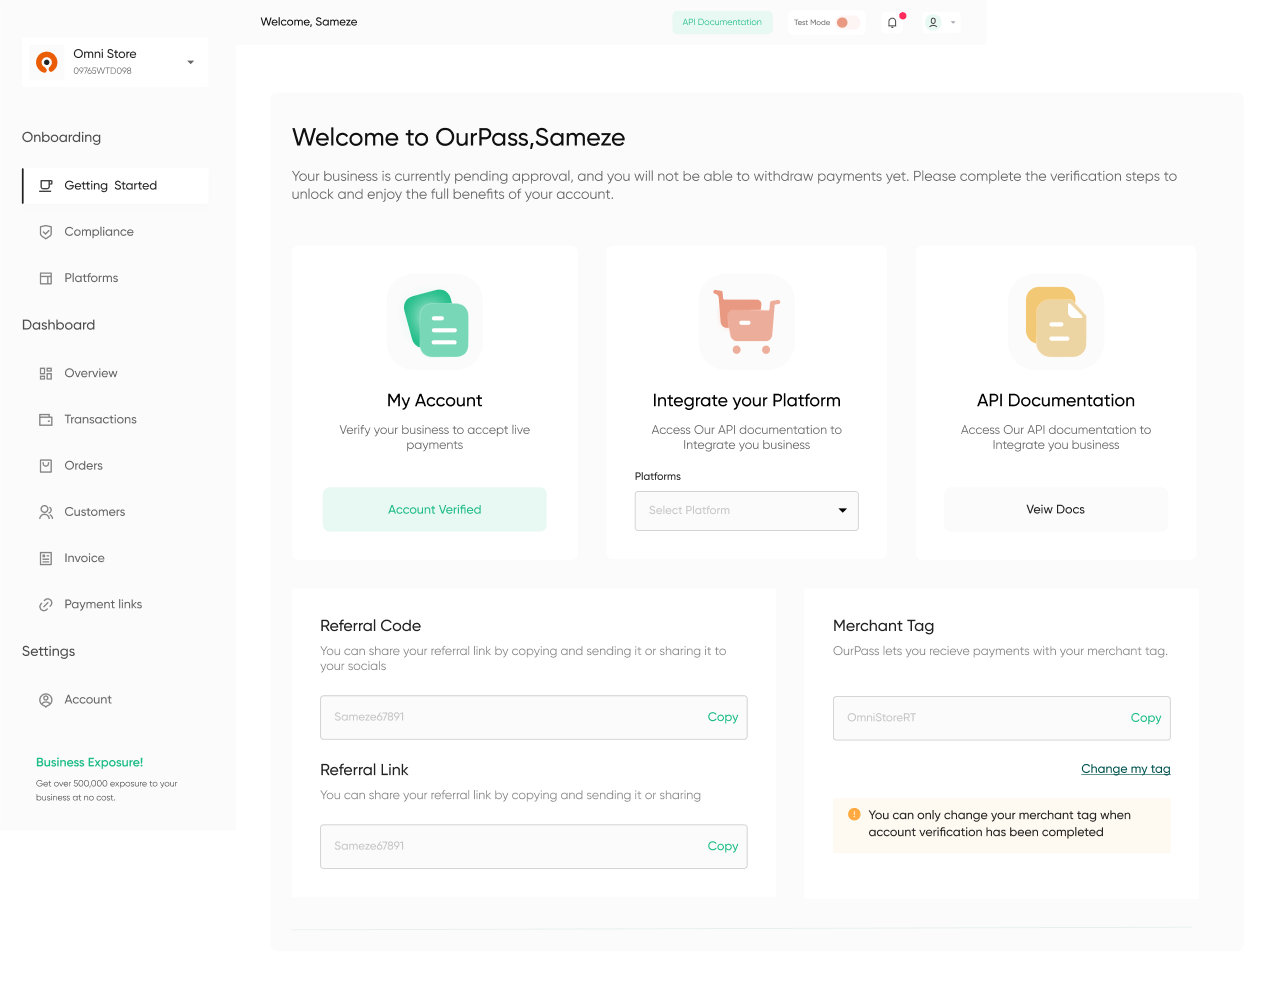 Welcome, Sameze
API Documentation
Test Mode
Omni Store
09765WTD098
Onboarding
Getting Started
Compliance
Platforms
Dashboard
Overview
Transactions
Orders
Customers
Invoice
Payment links
Settings
Account
Business Exposure!
Get over 500,000 exposure to your
business at no cost.
Welcome to OurPass,Sameze
Your business is currently pending approval, and you will not be able to withdraw payments yet. Please complete the verification steps to
unlock and enjoy the full benefits of your account.
My Account
Verify your business to accept live
payments
Account Verified
Integrate your Platform
Access Our API documentation to
Integrate you business
Platforms
Select Platform
API Documentation
Access Our API documentation to
Integrate you business
Veiw Docs
Referral Code
You can share your referral link by copying and sending it or sharing it to
your socials
Sameze67891
Copy
Referral Link
You can share your referral link by copying and sending it or sharing
Sameze67891
Copy
Merchant Tag
OurPass lets you recieve payments with your merchant tag.
OmniStoreRT
Copy
Change my tag
You can only change your merchant tag when
account verification has been completed